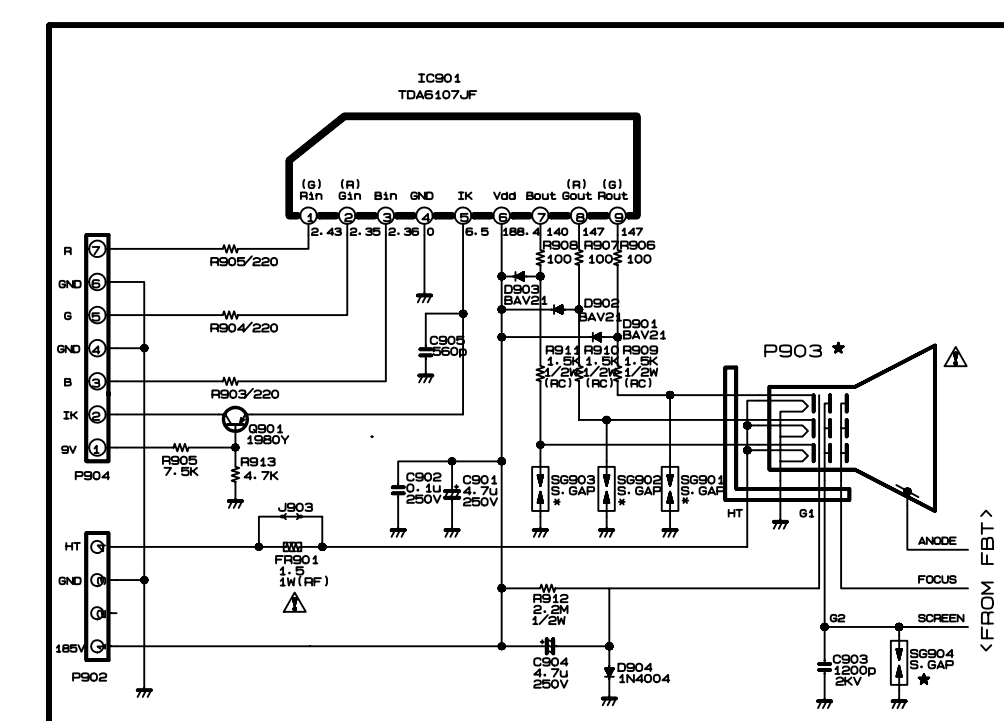 IC901
TDA6107JF
(G) (R) (R) (G)
Rin Gin Bin GND IK Vdd Bout Gout Rout
1 2 3 4 5 6 7 8 9
2.43 2.35 2.36 0 6.5 188.4 140 147 147
R908 R907 R906
100 100 100
R 7
R905/220
GND 6
G 5
R904/220
GND 4
B 3
R903/220
IK 2
9V 1
P904
Q901
1980Y
R905
7.5K
R913
4.7K
C905
560p
D903
BAV21
D902
BAV21
D901
BAV21
R911 R910 R909
1.5K 1.5K 1.5K
1/2W 1/2W 1/2W
(RC) (RC) (RC)
P903 ★
C902
0.1u
250V
C901
4.7u
250V
SG903
S.GAP
*
SG902
S.GAP
*
SG901
S.GAP
*
HT G1
J903
FR901
1.5
1W(RF)
HT
GND
185V
P902
R912
2.2M
1/2W
C904
4.7u
250V
D904
1N4004
G2
C903
1200p
2KV
SG904
S.GAP
★
ANODE
FOCUS
SCREEN
<FROM FBT>